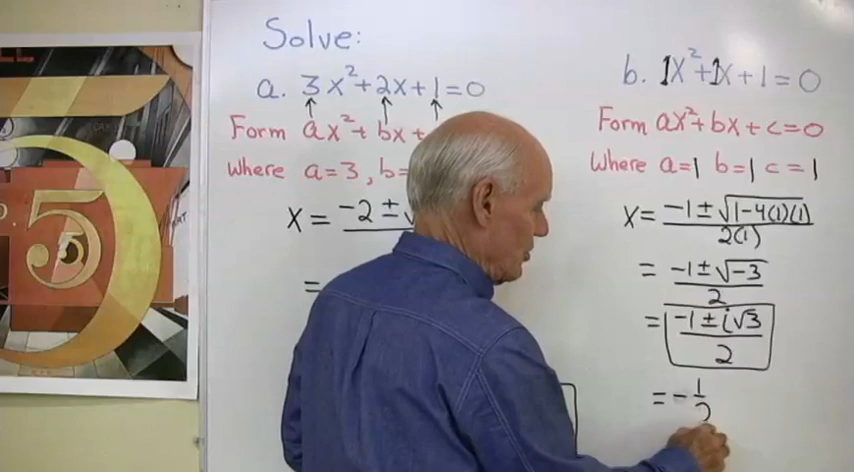 Solve:
a. 3x²+2x+1=0
Form ax²+bx+
Where a=3, b=
x = -2±√
=
b. 1x²+1x+1=0
Form ax²+bx+c=0
Where a=1 b=1 c=1
x= -1±√1-4(1)(1)
2(1)
= -1±√-3
2
= -1±i√3
2
= -1
2
5
5